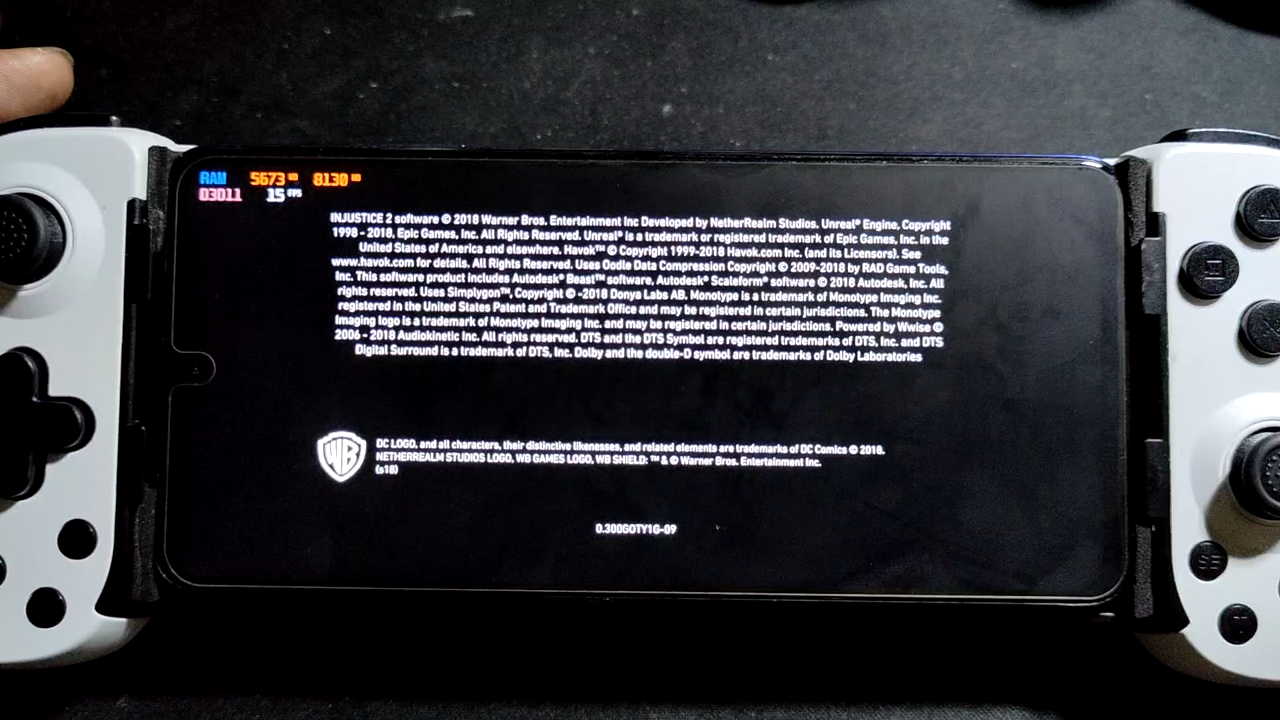 RAM 5673 MB 8130 MB
D3D11 15 FPS
INJUSTICE 2 software © 2018 Warner Bros. Entertainment Inc Developed by NetherRealm Studios. Unreal® Engine, Copyright
1998 - 2018, Epic Games, Inc. All Rights Reserved. Unreal® is a trademark or registered trademark of Epic Games, Inc. in the
United States of America and elsewhere. Havok™ © Copyright 1999-2018 Havok.com Inc. (and its Licensors). See
www.havok.com for details. All Rights Reserved. Uses Oodle Data Compression Copyright © 2009-2018 by RAD Game Tools,
Inc. This software product includes Autodesk® Beast™ software, Autodesk® Scaleform® software © 2018 Autodesk, Inc. All
rights reserved. Uses Simplygon™, Copyright © -2018 Donya Labs AB. Monotype is a trademark of Monotype Imaging Inc.
registered in the United States Patent and Trademark Office and may be registered in certain jurisdictions. The Monotype
Imaging logo is a trademark of Monotype Imaging Inc. and may be registered in certain jurisdictions. Powered by Wwise ©
2006 - 2018 Audiokinetic Inc. All rights reserved. DTS and the DTS Symbol are registered trademarks of DTS, Inc. and DTS
Digital Surround is a trademark of DTS, Inc. Dolby and the double-D symbol are trademarks of Dolby Laboratories
WB
DC LOGO, and all characters, their distinctive likenesses, and related elements are trademarks of DC Comics © 2018.
NETHERREALM STUDIOS LOGO, WB GAMES LOGO, WB SHIELD: ™ & © Warner Bros. Entertainment Inc.
(s18)
0.300GOTY1G-09
SE